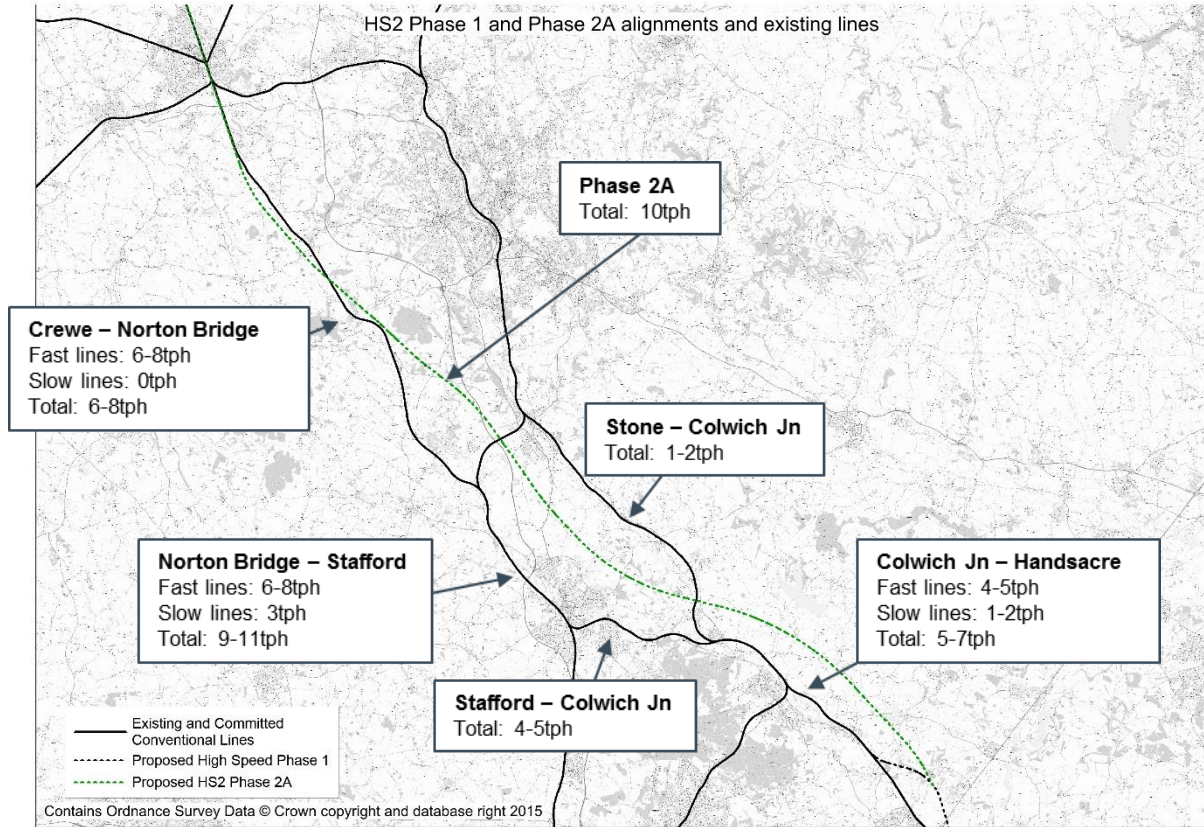 HS2 Phase 1 and Phase 2A alignments and existing lines
Phase 2A
Total: 10tph
Crewe – Norton Bridge
Fast lines: 6-8tph
Slow lines: 0tph
Total: 6-8tph
Stone – Colwich Jn
Total: 1-2tph
Norton Bridge – Stafford
Fast lines: 6-8tph
Slow lines: 3tph
Total: 9-11tph
Colwich Jn – Handsacre
Fast lines: 4-5tph
Slow lines: 1-2tph
Total: 5-7tph
Stafford – Colwich Jn
Total: 4-5tph
Existing and Committed
Conventional Lines
Proposed High Speed Phase 1
Proposed HS2 Phase 2A
Contains Ordnance Survey Data © Crown copyright and database right 2015